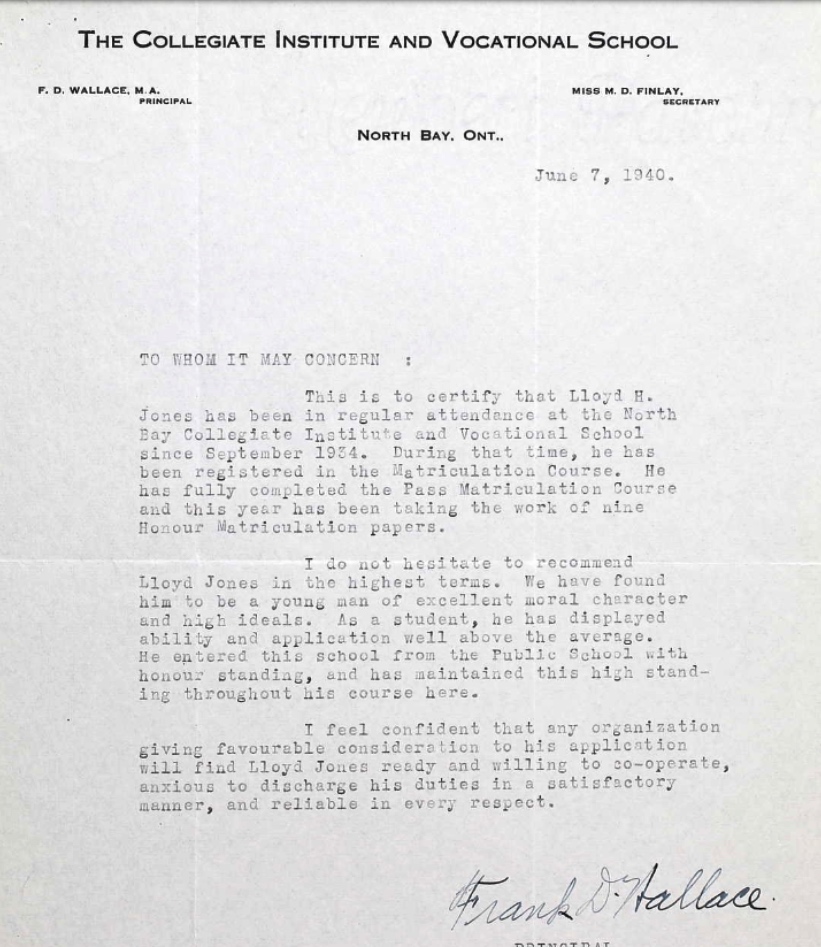 THE COLLEGIATE INSTITUTE AND VOCATIONAL SCHOOL
F. D. WALLACE, M.A.
PRINCIPAL
MISS M. D. FINLAY,
SECRETARY
NORTH BAY, ONT.,
June 7, 1940.
TO WHOM IT MAY CONCERN :
This is to certify that Lloyd H.
Jones has been in regular attendance at the North
Bay Collegiate Institute and Vocational School
since September 1934. During that time, he has
been registered in the Matriculation Course. He
has fully completed the Pass Matriculation Course
and this year has been taking the work of nine
Honour Matriculation papers.
I do not hesitate to recommend
Lloyd Jones in the highest terms. We have found
him to be a young man of excellent moral character
and high ideals. As a student, he has displayed
ability and application well above the average.
He entered this school from the Public School with
honour standing, and has maintained this high stand-
ing throughout his course here.
I feel confident that any organization
giving favourable consideration to his application
will find Lloyd Jones ready and willing to co-operate,
anxious to discharge his duties in a satisfactory
manner, and reliable in every respect.
Frank D. Wallace.
PRINCIPAL